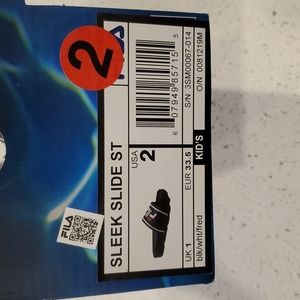 2
FILA
SLEEK SLIDE ST
USA
2
UK 1
EUR 33.5
KID'S
blk/wht/fred
6 07949 85715 5
S/N 3SM00067-014
O/N 0081219M
FILA